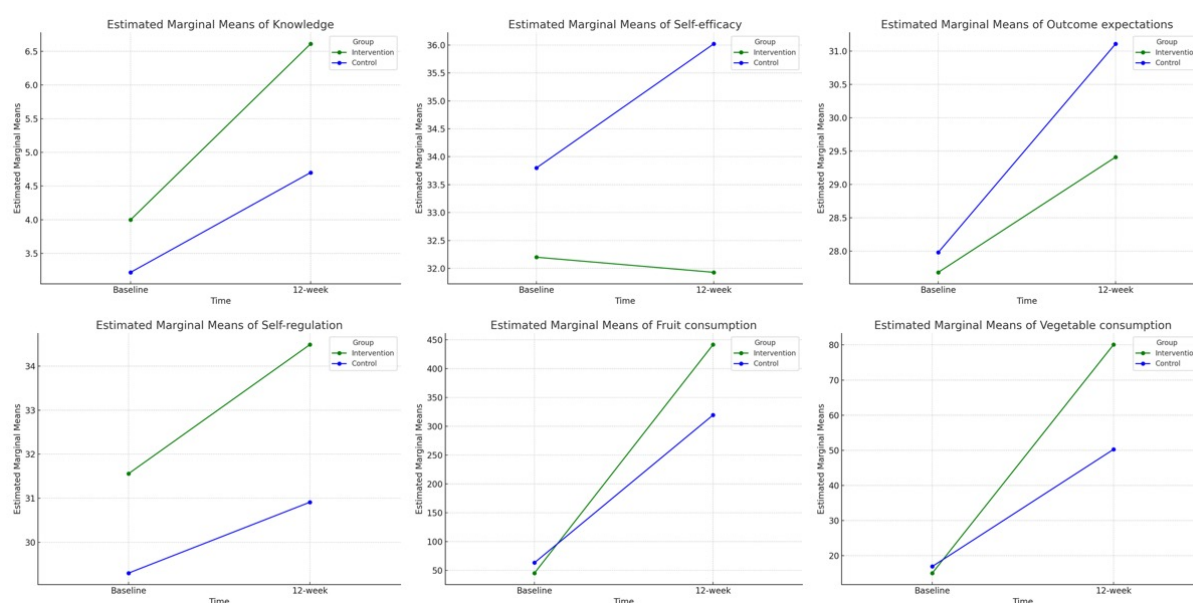 Estimated Marginal Means of Knowledge
Group
Intervention
Control
Estimated Marginal Means
6.5
6.0
5.5
5.0
4.5
4.0
3.5
Baseline
12-week
Time
Estimated Marginal Means of Self-efficacy
Group
Intervention
Control
Estimated Marginal Means
36.0
35.5
35.0
34.5
34.0
33.5
33.0
32.5
32.0
Baseline
12-week
Time
Estimated Marginal Means of Outcome expectations
Group
Intervention
Control
Estimated Marginal Means
31.0
30.5
30.0
29.5
29.0
28.5
28.0
Baseline
12-week
Time
Estimated Marginal Means of Self-regulation
Group
Intervention
Control
Estimated Marginal Means
34
33
32
31
30
Baseline
12-week
Time
Estimated Marginal Means of Fruit consumption
Group
Intervention
Control
Estimated Marginal Means
450
400
350
300
250
200
150
100
50
Baseline
12-week
Time
Estimated Marginal Means of Vegetable consumption
Group
Intervention
Control
Estimated Marginal Means
80
70
60
50
40
30
20
Baseline
12-week
Time